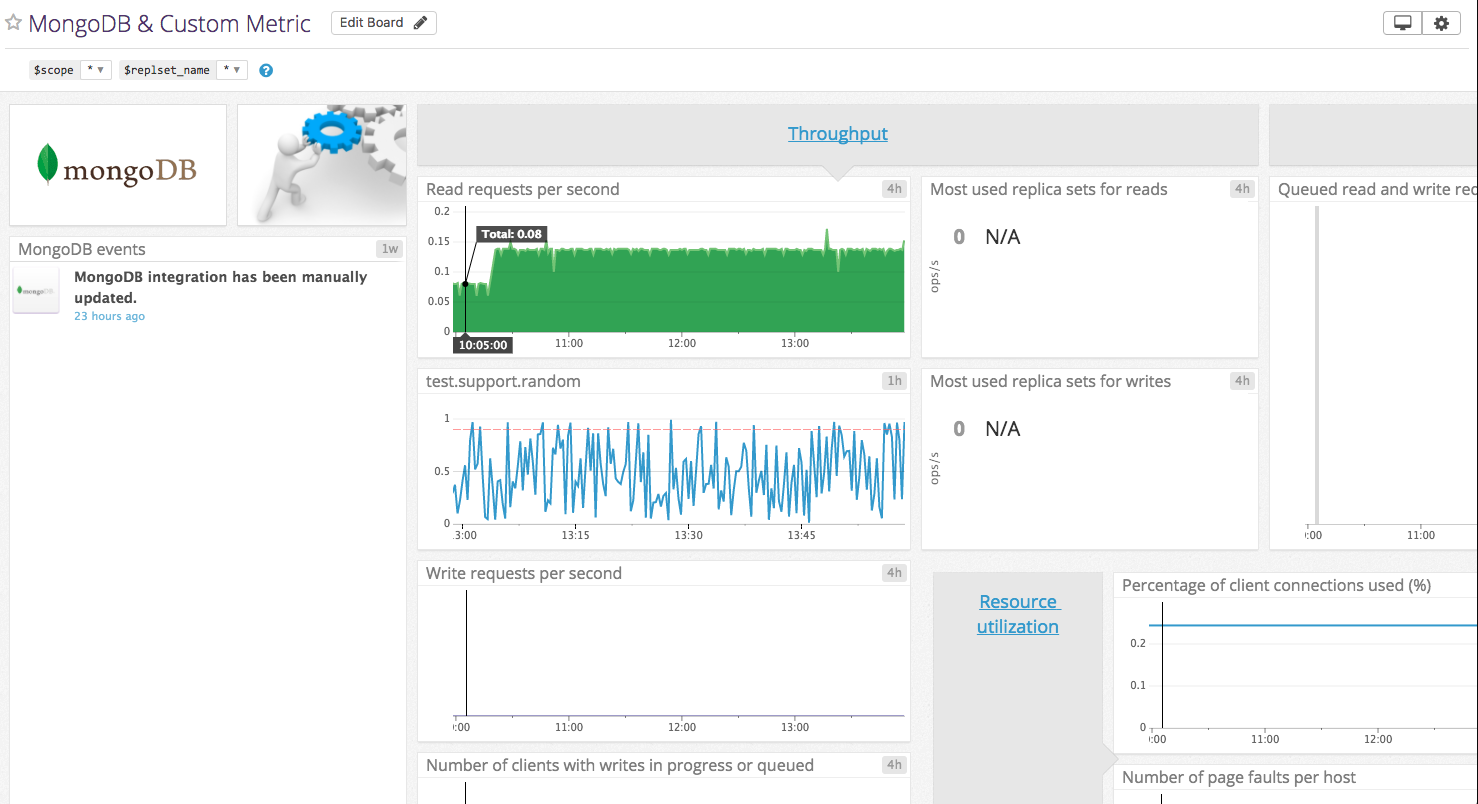 MongoDB & Custom Metric
Edit Board
$scope * ▼ $replset_name * ▼ ?
mongoDB
MongoDB events 1w
mongoDB
MongoDB integration has been manually
updated.
23 hours ago
Throughput
Read requests per second 4h
0.2
0.15
0.1
0.05
0
Total: 0.08
10:05:00
11:00 12:00 13:00
Most used replica sets for reads 4h
0 N/A
ops/s
Queued read and write rec
:00 11:00
test.support.random 1h
1
0.5
0
3:00 13:15 13:30 13:45
Most used replica sets for writes 4h
0 N/A
ops/s
Write requests per second 4h
:00 11:00 12:00 13:00
Resource
utilization
Percentage of client connections used (%)
0.2
0.1
0
:00 11:00 12:00
Number of clients with writes in progress or queued 4h
Number of page faults per host